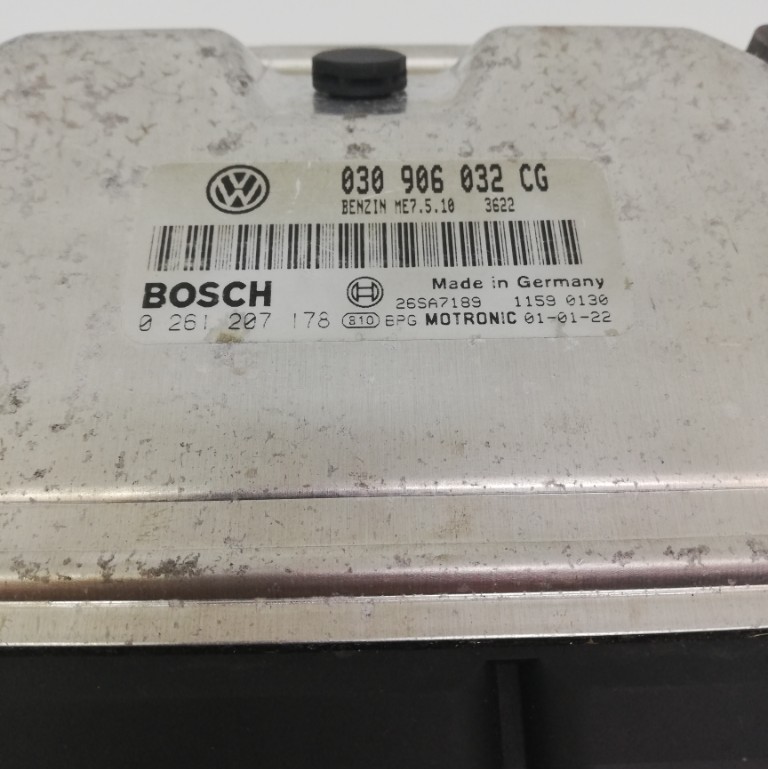 030 906 032 CG
BENZIN ME7.5.10 3622
Made in Germany
BOSCH
26SA7189 1159 0130
0 261 207 178 810 BPG MOTRONIC 01-01-22